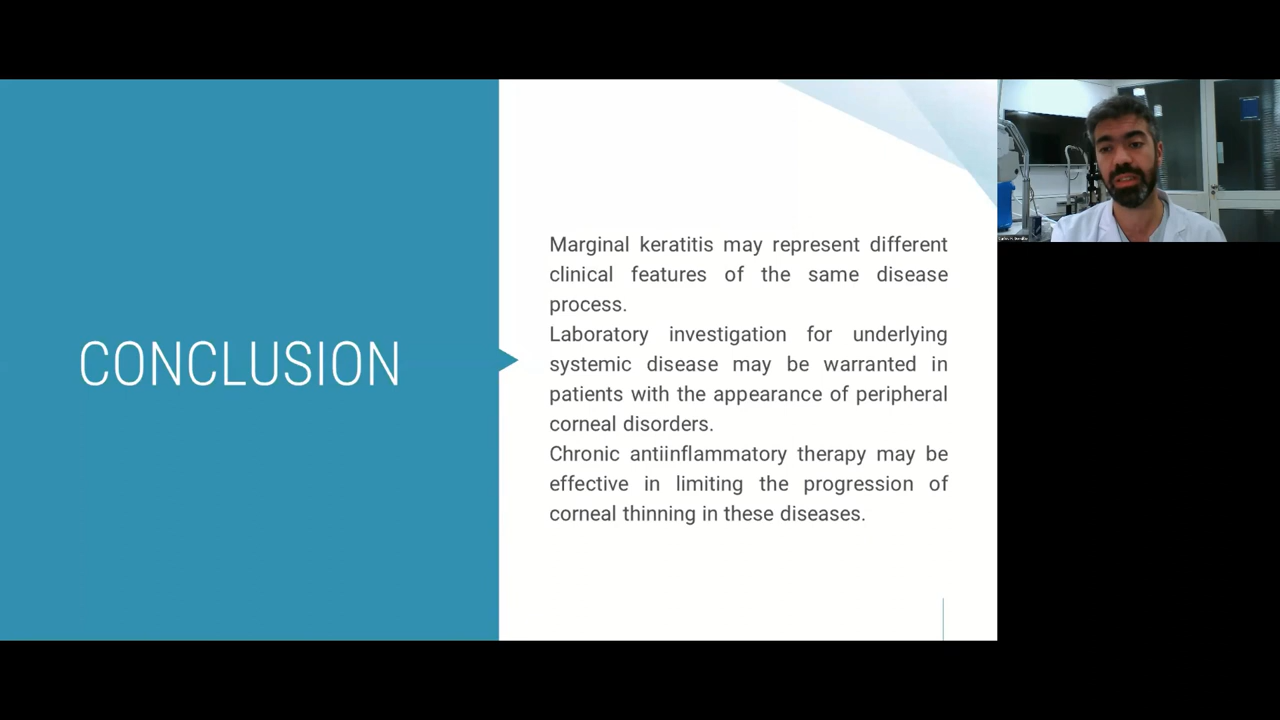 CONCLUSION
Marginal keratitis may represent different
clinical features of the same disease
process.
Laboratory investigation for underlying
systemic disease may be warranted in
patients with the appearance of peripheral
corneal disorders.
Chronic antiinflammatory therapy may be
effective in limiting the progression of
corneal thinning in these diseases.